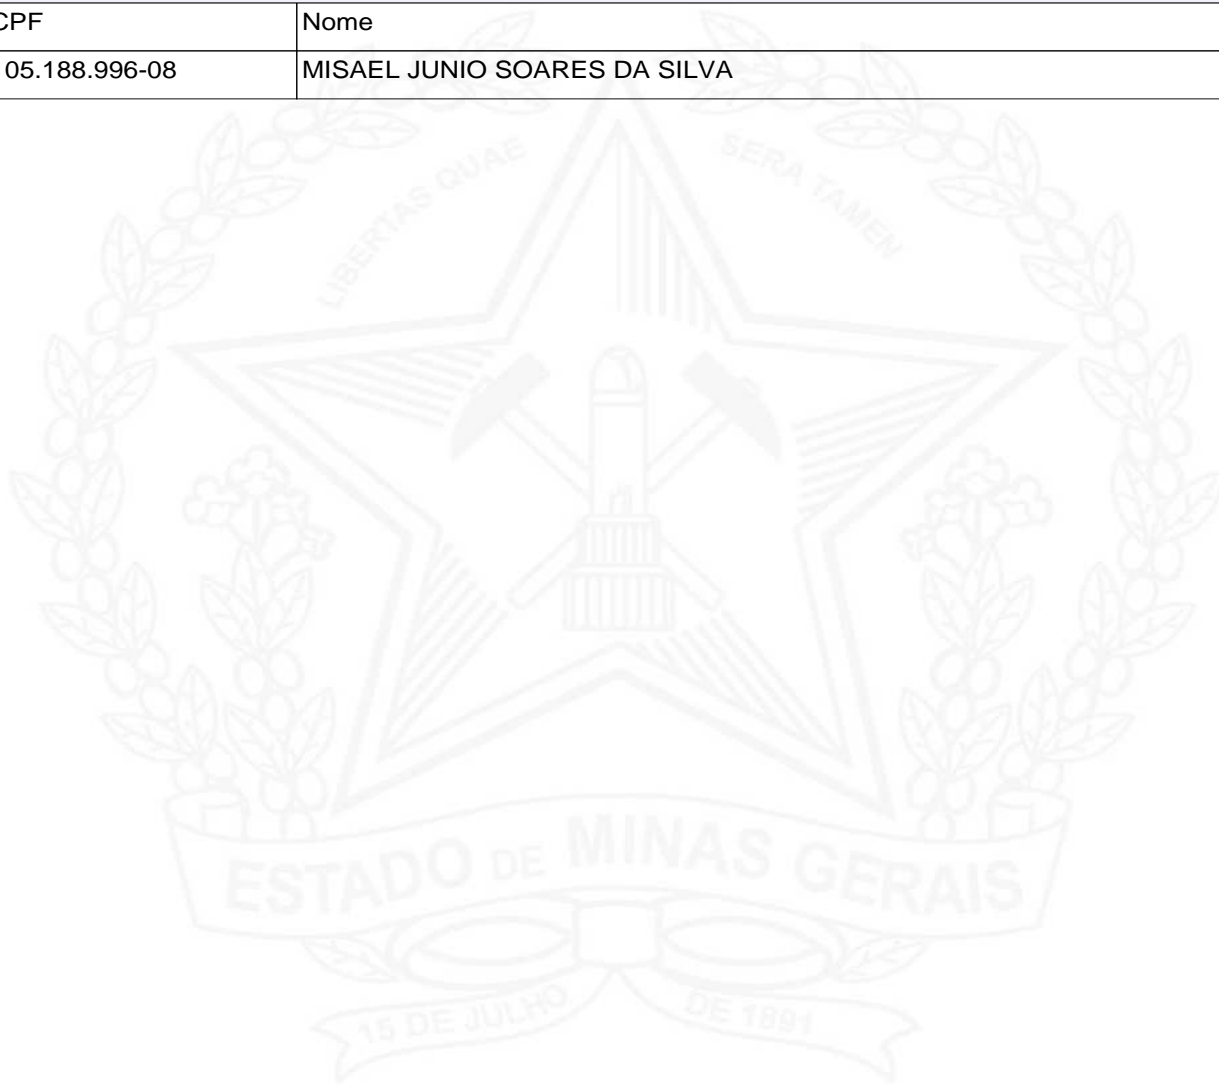 CPF Nome
05.188.996-08 MISAEL JUNIO SOARES DA SILVA
LIBERTAS QUAE SERA TAMEN
ESTADO DE MINAS GERAIS
15 DE JULHO DE 1891